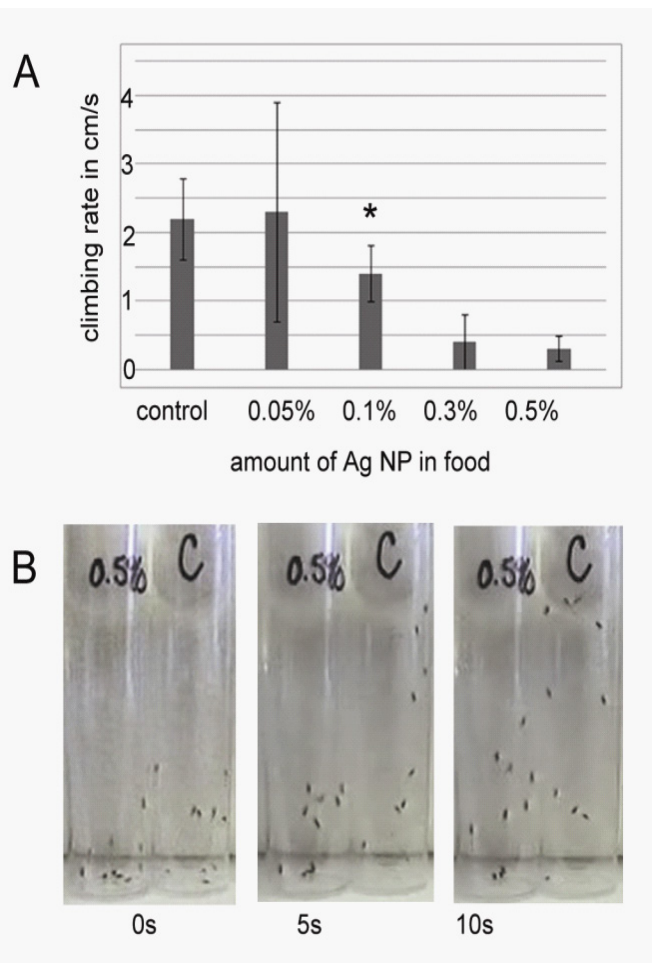 A
climbing rate in cm/s
4
3
2
1
0
*
control 0.05% 0.1% 0.3% 0.5%
amount of Ag NP in food
B
0.5% C
0.5% C
0.5% C
0s 5s 10s